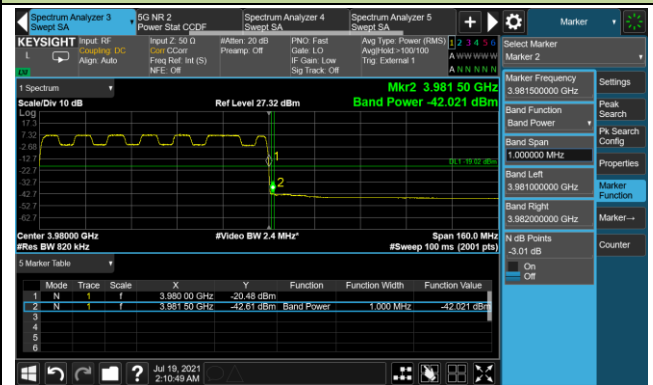 Spectrum Analyzer 3
Swept SA
5G NR 2
Power Stat CCDF
Spectrum Analyzer 4
Swept SA
Spectrum Analyzer 5
Swept SA
Marker
KEYSIGHT
L
Input: RF
Coupling: DC
Align: Auto
Input Z: 50 Ω
Corr CCorr
Freq Ref: Int (S)
NFE: Off
#Atten: 20 dB
Preamp: Off
PNO: Fast
Gate: LO
IF Gain: Low
Sig Track: Off
Avg Type: Power (RMS)
Avg|Hold:>100/100
Trig: External 1
1 2 3 4 5 6
A W W W W W
A N N N N N
Select Marker
Marker 2
1 Spectrum
Scale/Div 10 dB
Ref Level 27.32 dBm
Mkr2 3.981 50 GHz
Band Power -42.021 dBm
Log
17.3
7.32
-2.68
-12.7
-22.7
-32.7
-42.7
-52.7
-62.7
1
2
DL1 -19.02 dBm
Center 3.98000 GHz
#Res BW 820 kHz
#Video BW 2.4 MHz*
Span 160.0 MHz
#Sweep 100 ms (2001 pts)
5 Marker Table
Mode Trace Scale X Y Function Function Width Function Value
1 N 1 f 3.980 00 GHz -20.48 dBm
2 N 1 f 3.981 50 GHz -42.61 dBm Band Power 1.000 MHz -42.021 dBm
3
4
5
6
Marker Frequency
3.981500000 GHz
Band Function
Band Power
Band Span
1.000000 MHz
Band Left
3.981000000 GHz
Band Right
3.982000000 GHz
N dB Points
-3.01 dB
On
Off
Settings
Peak
Search
Pk Search
Config
Properties
Marker
Function
Marker→
Counter
Jul 19, 2021
2:10:49 AM